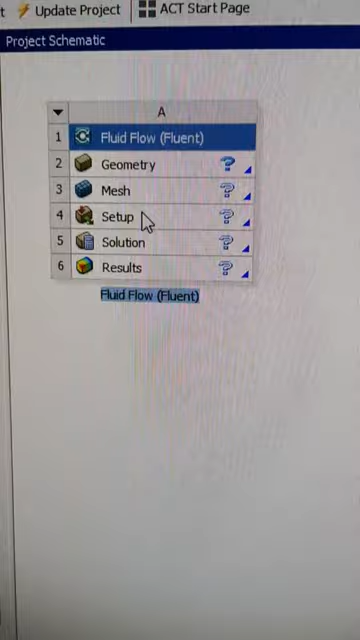 t Update Project ACT Start Page
Project Schematic
A
1 Fluid Flow (Fluent)
2 Geometry ?
3 Mesh ?
4 Setup ?
5 Solution ?
6 Results ?
Fluid Flow (Fluent)